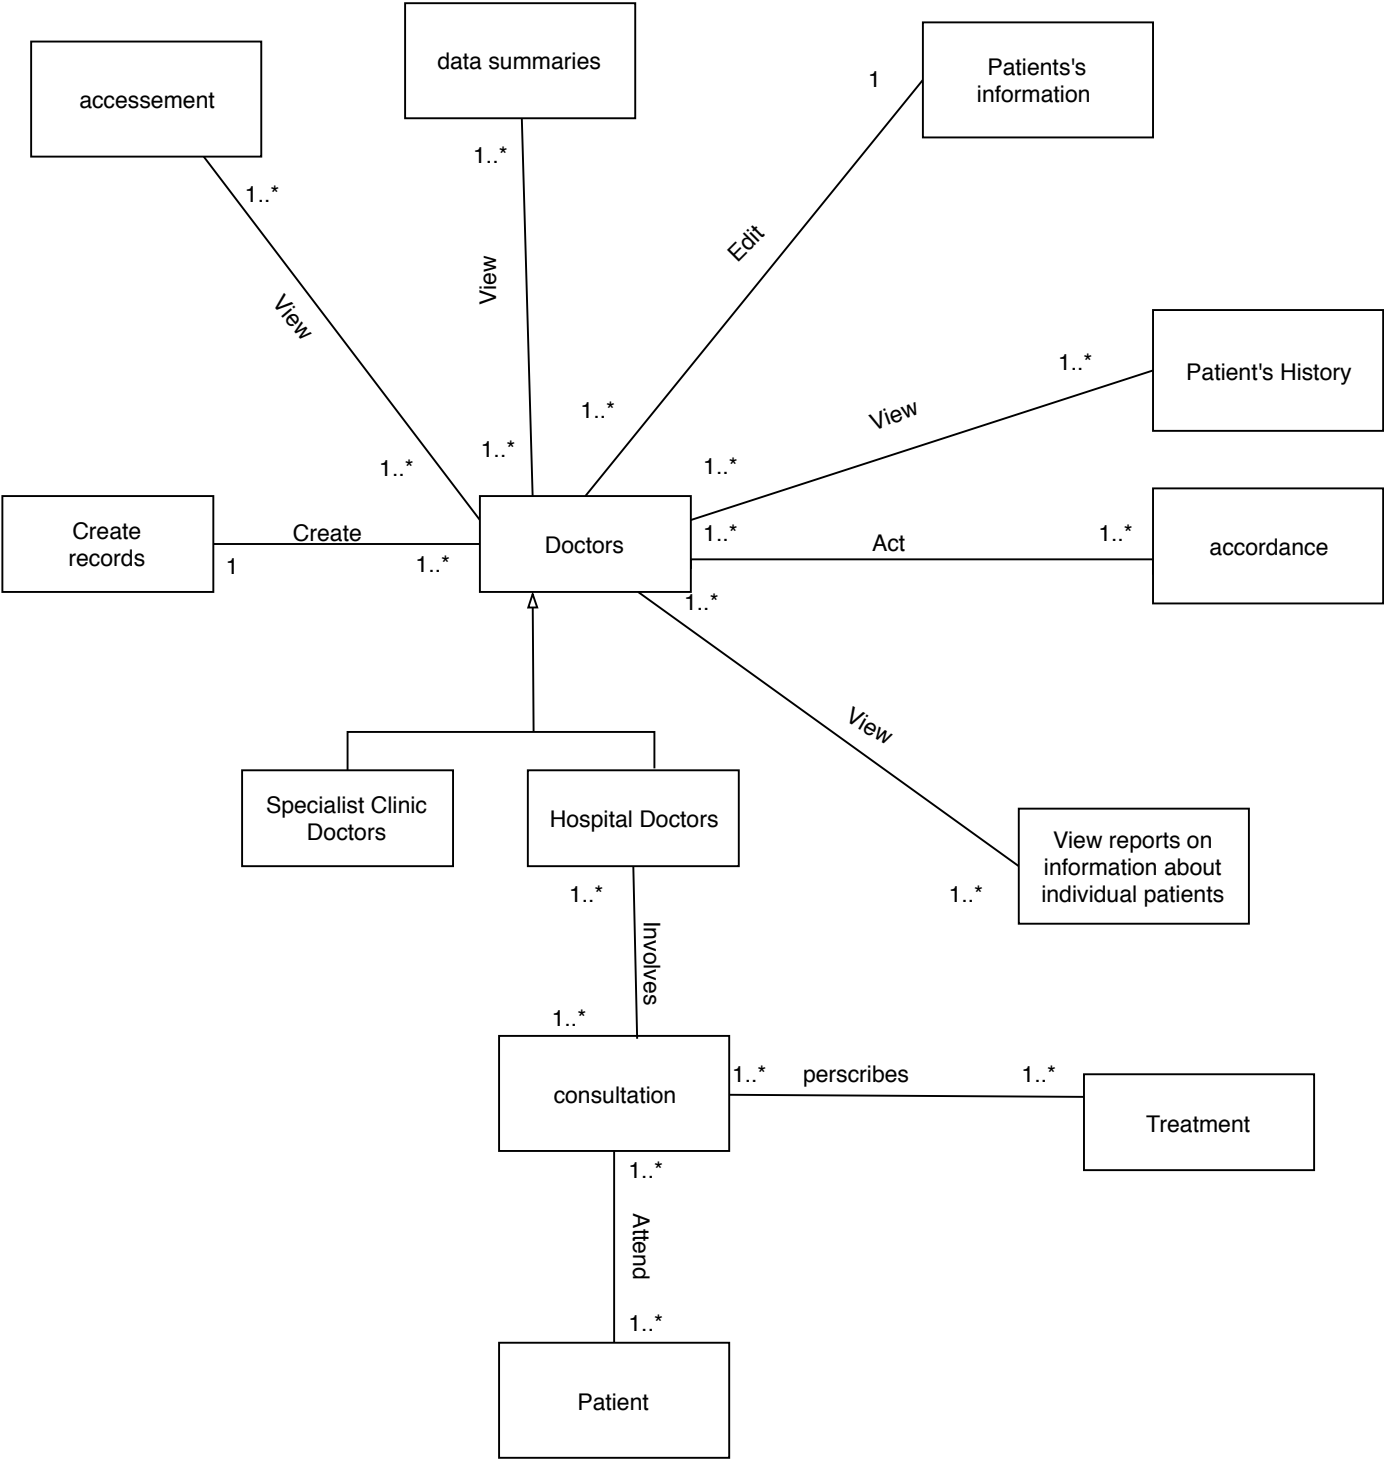 data summaries
Patients's
information
1
accessement
1..*
1..*
View
View
Edit
Patient's History
1..*
View
1..*
1..*
1..*
1..*
Create
records
Create
1
1..*
Doctors
1..*
Act
1..*
accordance
1..*
View
Specialist Clinic
Doctors
Hospital Doctors
View reports on
information about
individual patients
1..*
1..*
Involves
1..*
consultation
1..*
perscribes
1..*
Treatment
1..*
Attend
1..*
Patient